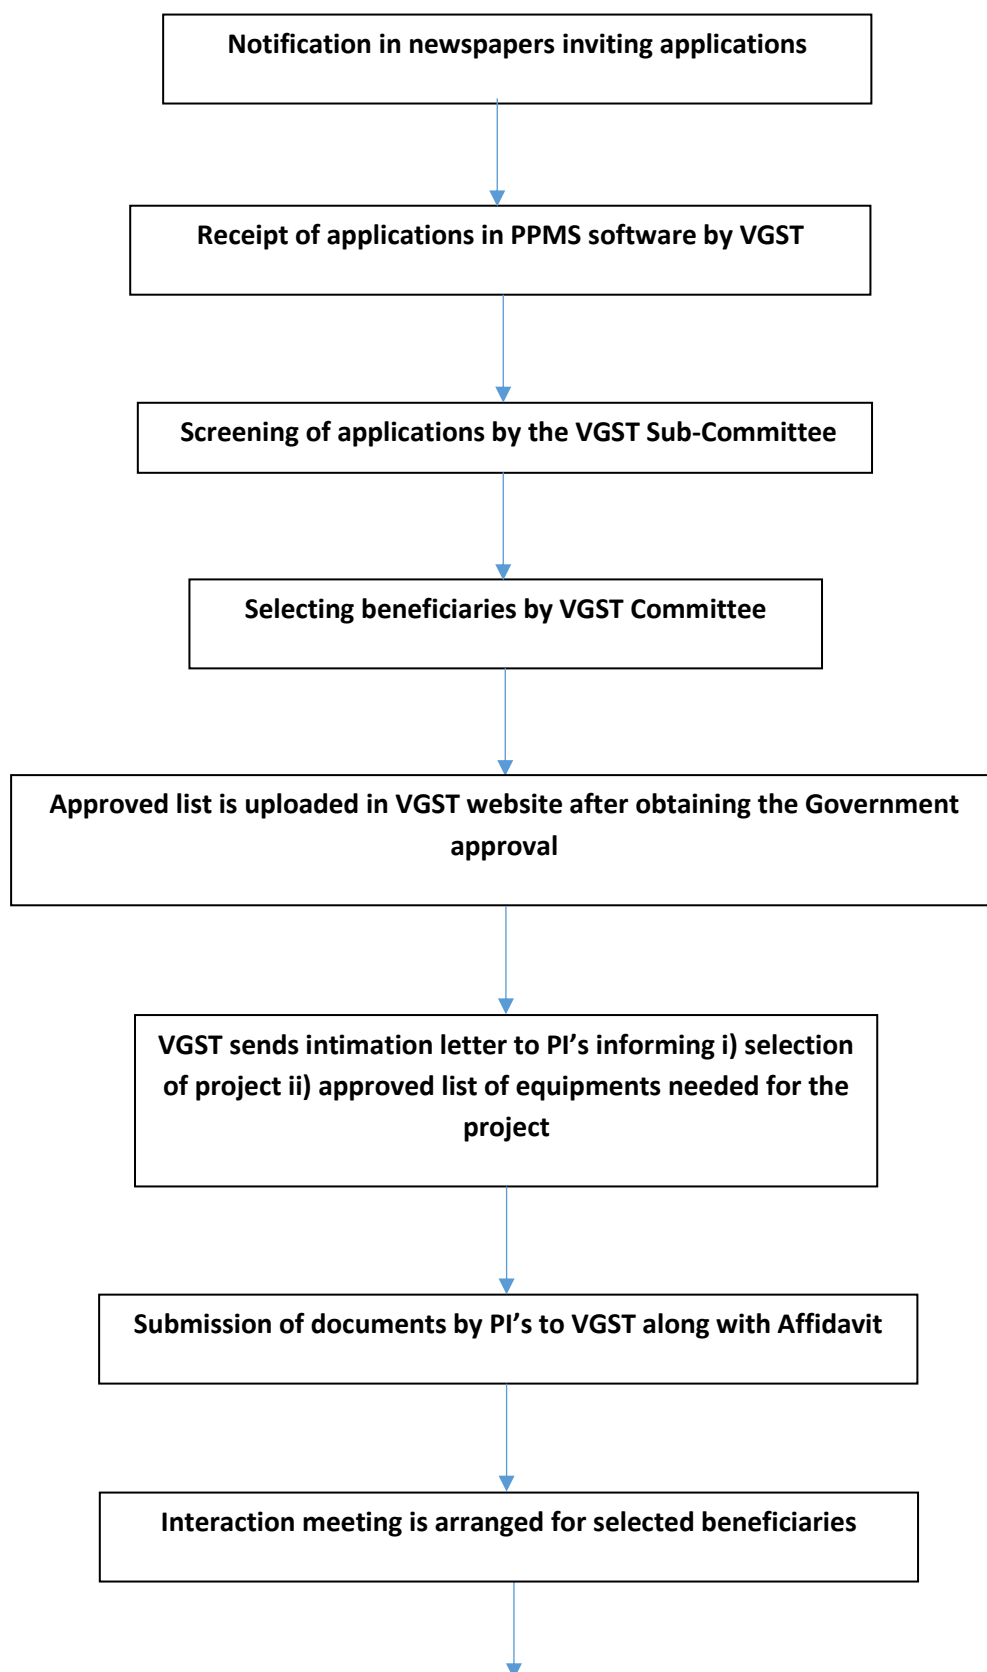 Notification in newspapers inviting applications
Receipt of applications in PPMS software by VGST
Screening of applications by the VGST Sub-Committee
Selecting beneficiaries by VGST Committee
Approved list is uploaded in VGST website after obtaining the Government
approval
VGST sends intimation letter to PI’s informing i) selection
of project ii) approved list of equipments needed for the
project
Submission of documents by PI’s to VGST along with Affidavit
Interaction meeting is arranged for selected beneficiaries